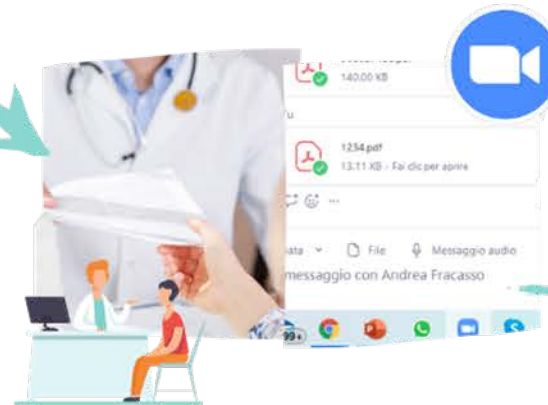 140.00 KB
1234.pdf
13.11 KB - Fai clic per aprire
File
Messaggio audio
messaggio con Andrea Fracasso
99+